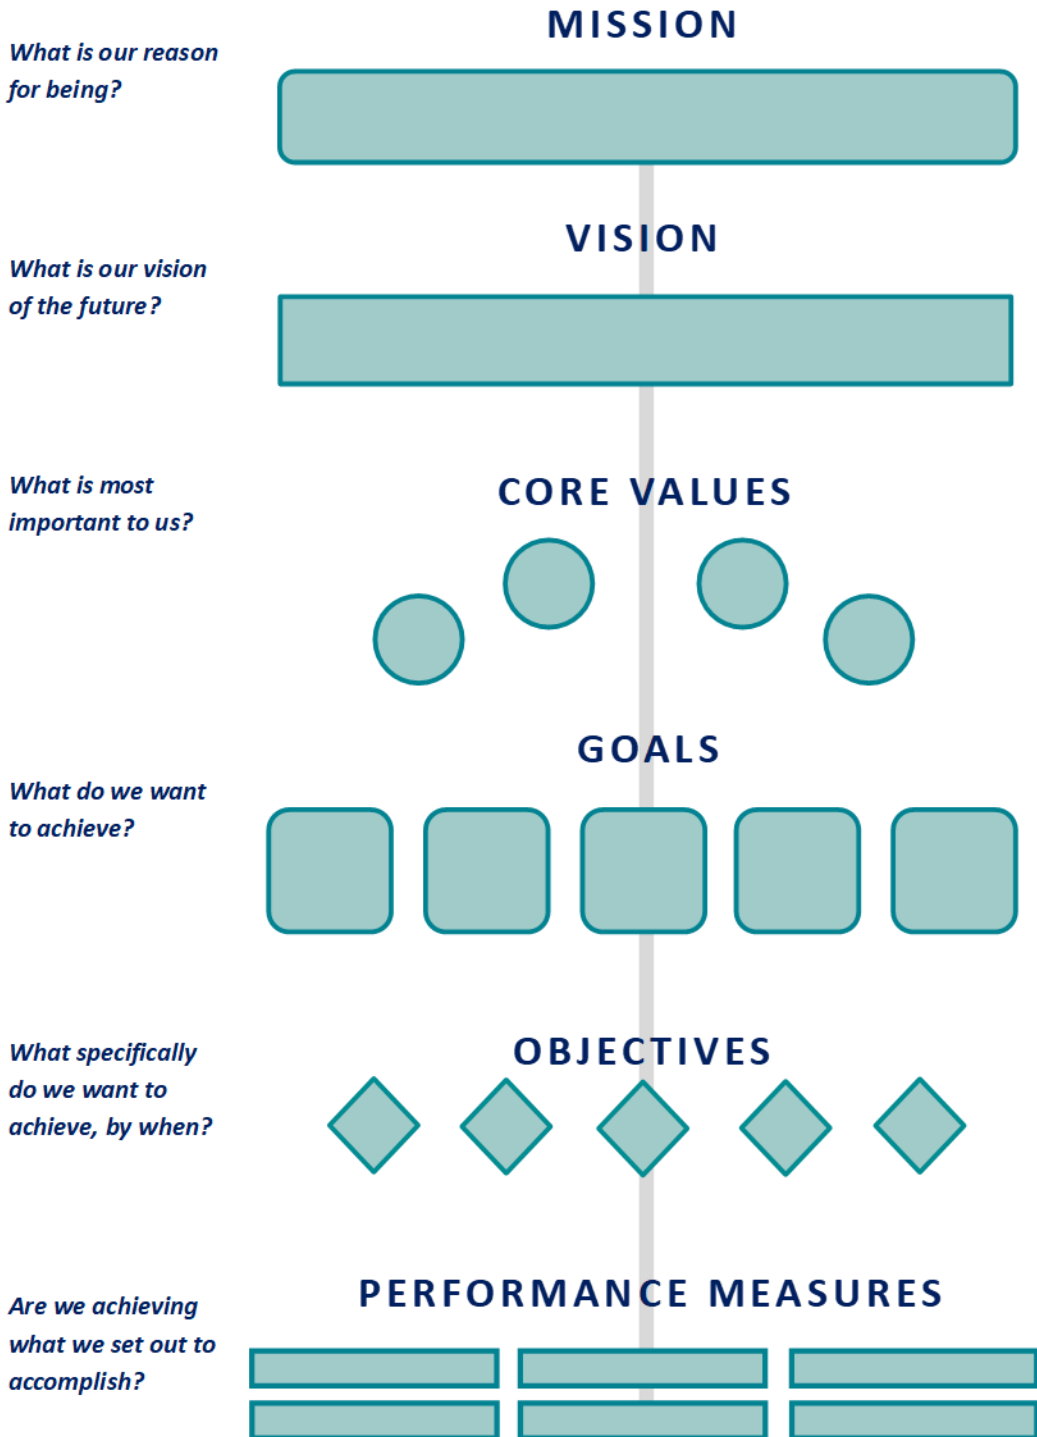 MISSION
What is our reason
for being?
VISION
What is our vision
of the future?
What is most
important to us?
CORE VALUES
GOALS
What do we want
to achieve?
OBJECTIVES
What specifically
do we want to
achieve, by when?
PERFORMANCE MEASURES
Are we achieving
what we set out to
accomplish?